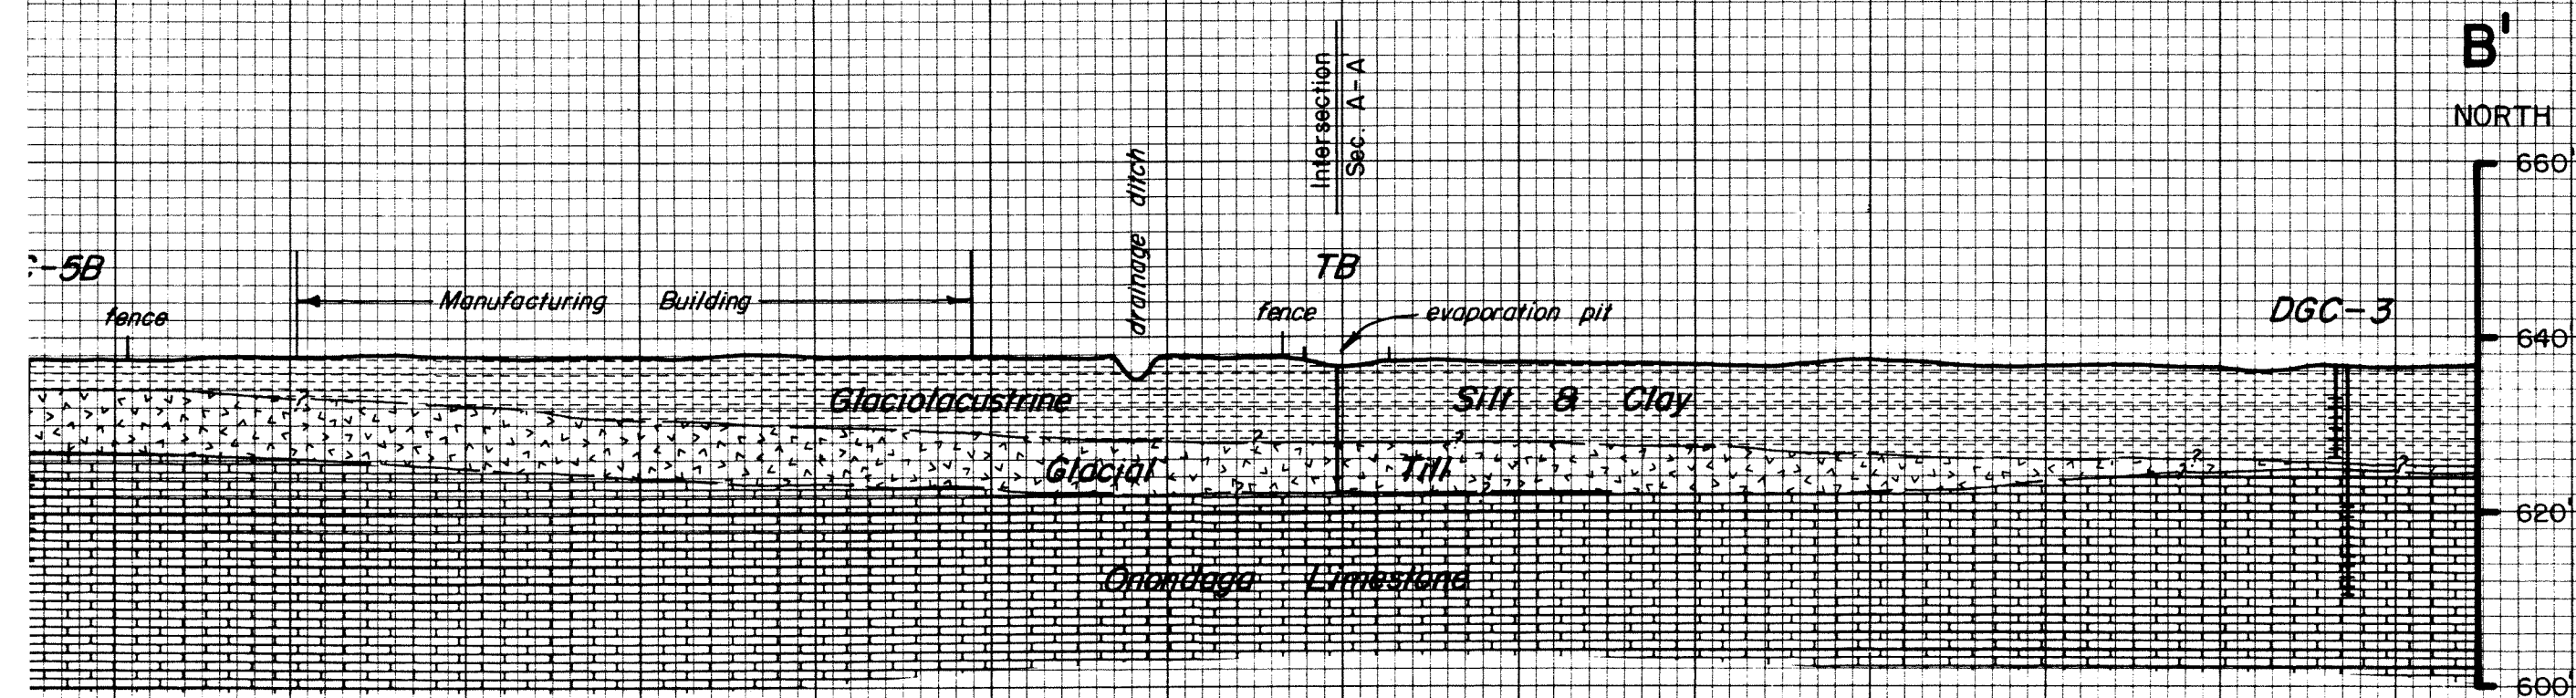 B'
NORTH
660'
Intersection
Sec. A-A'
drainage ditch
-5B
TB
fence
Manufacturing Building
fence
evaporation pit
DGC-3
640'
Glaciolacustrine Silt & Clay
?
? ?
Glacial Till
? ?
? ?
620'
Onondaga Limestone
600'